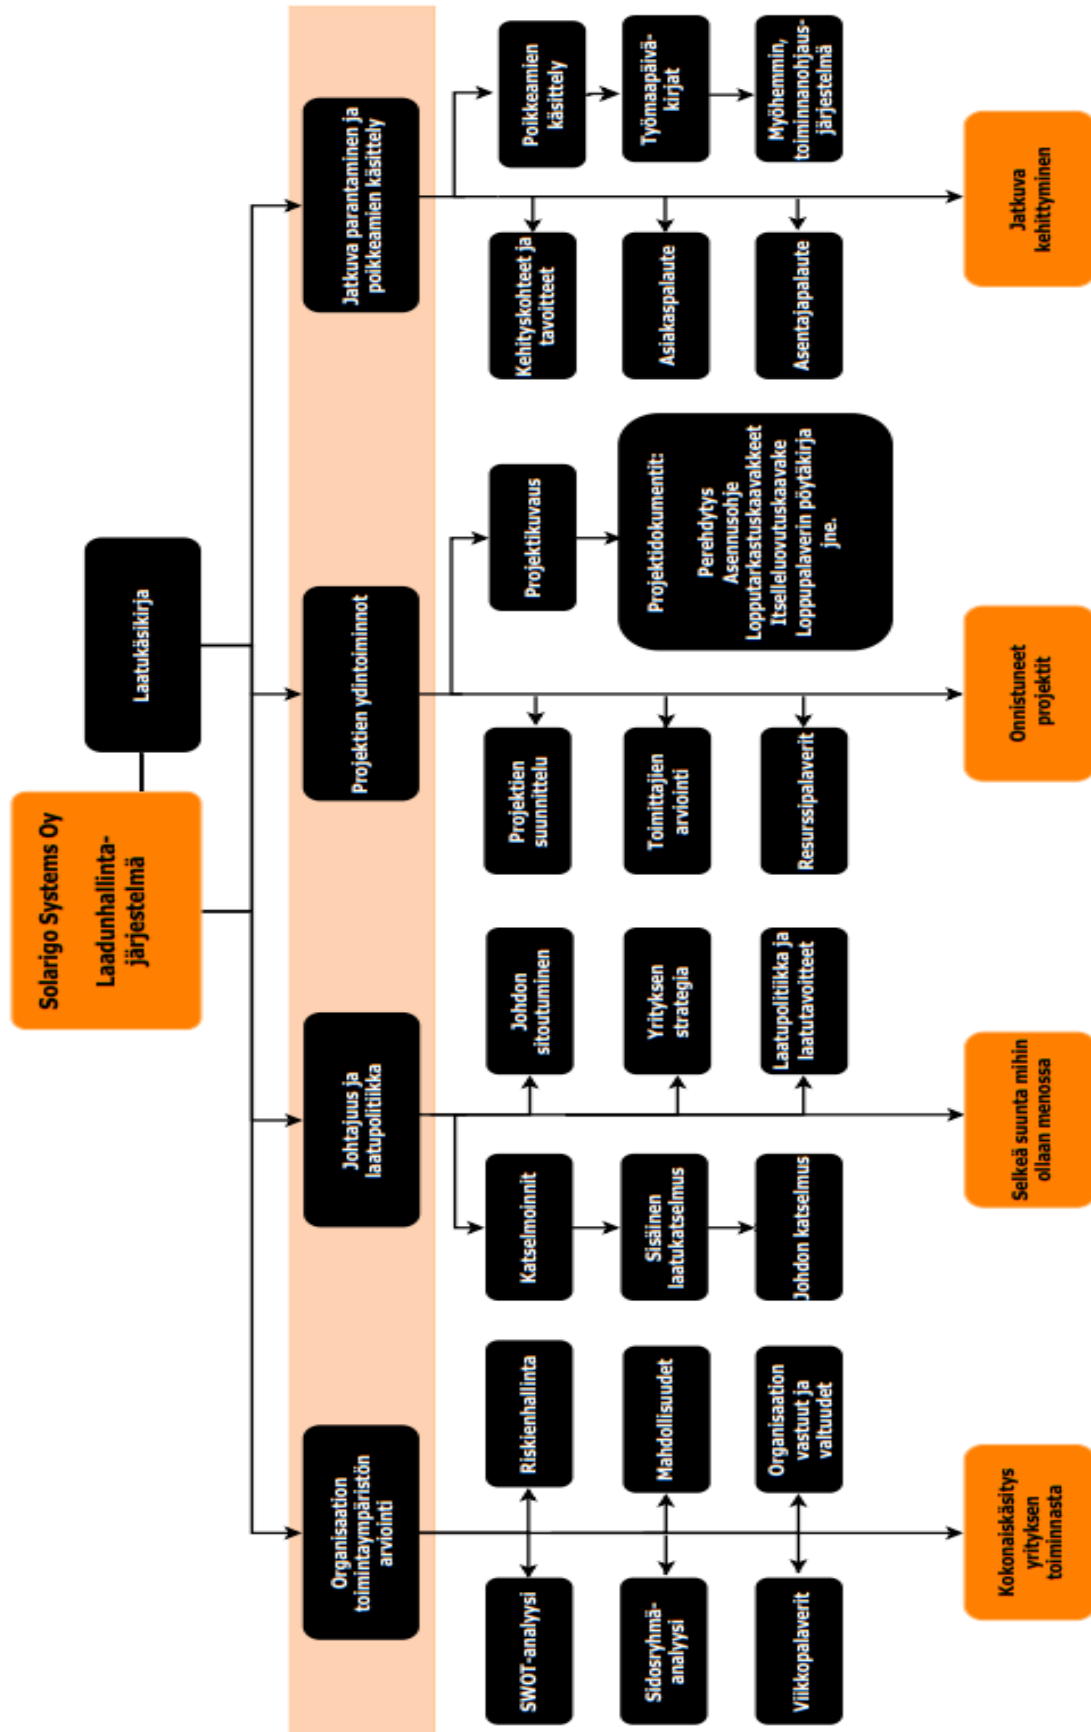 Solarigo Systems Oy
Laadunhallinta-
järjestelmä
Laatukäsikirja
Organisaation
toimintaympäristön
arviointi
Johtajuus ja
laatupolitiikka
Projektien ydintoiminnot
Jatkuva parantaminen ja
poikkeamien käsittely
SWOT-analyysi
Riskienhallinta
Sidosryhmä-
analyysi
Mahdollisuudet
Viikkopalaverit
Organisaation
vastuut ja
valtuudet
Kokonaiskäsitys
yrityksen
toiminnasta
Katselmoinnit
Johdon
sitoutuminen
Sisäinen
laatukatselmus
Yrityksen
strategia
Johdon katselmus
Laatupolitiikka ja
laatutavoitteet
Selkeä suunta mihin
ollaan menossa
Projektien
suunnittelu
Projektikuvaus
Toimittajien
arviointi
Resurssipalaverit
Projektidokumentit:
Perehdytys
Asennusohje
Lopputarkastuskaavakkeet
Itselleluovutuskaavake
Loppupalaverin pöytäkirja
jne.
Onnistuneet
projektit
Kehityskohteet ja
tavoitteet
Poikkeamien
käsittely
Asiakaspalaute
Työmaapäivä-
kirjat
Asentajapalaute
Myöhemmin,
toiminnanohjaus-
järjestelmä
Jatkuva
kehittyminen